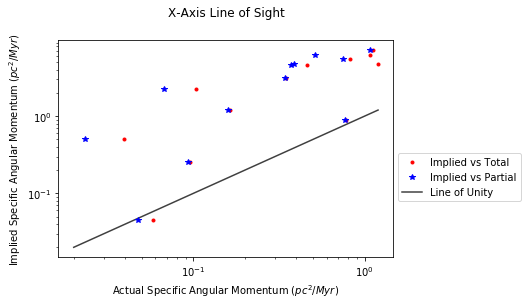 X-Axis Line of Sight
Implied Specific Angular Momentum (pc²/Myr)
10⁰
10⁻¹
10⁻¹
10⁰
Actual Specific Angular Momentum (pc²/Myr)
Implied vs Total
Implied vs Partial
Line of Unity